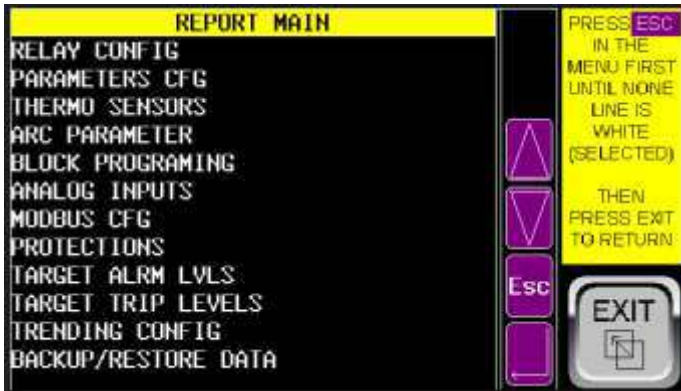 REPORT MAIN
RELAY CONFIG
PARAMETERS CFG
THERMO SENSORS
ARC PARAMETER
BLOCK PROGRAMING
ANALOG INPUTS
MODBUS CFG
PROTECTIONS
TARGET ALRM LVLS
TARGET TRIP LEVELS
TRENDING CONFIG
BACKUP/RESTORE DATA
Esc
PRESS ESC
IN THE
MENU FIRST
UNTIL NONE
LINE IS
WHITE
(SELECTED)
THEN
PRESS EXIT
TO RETURN
EXIT